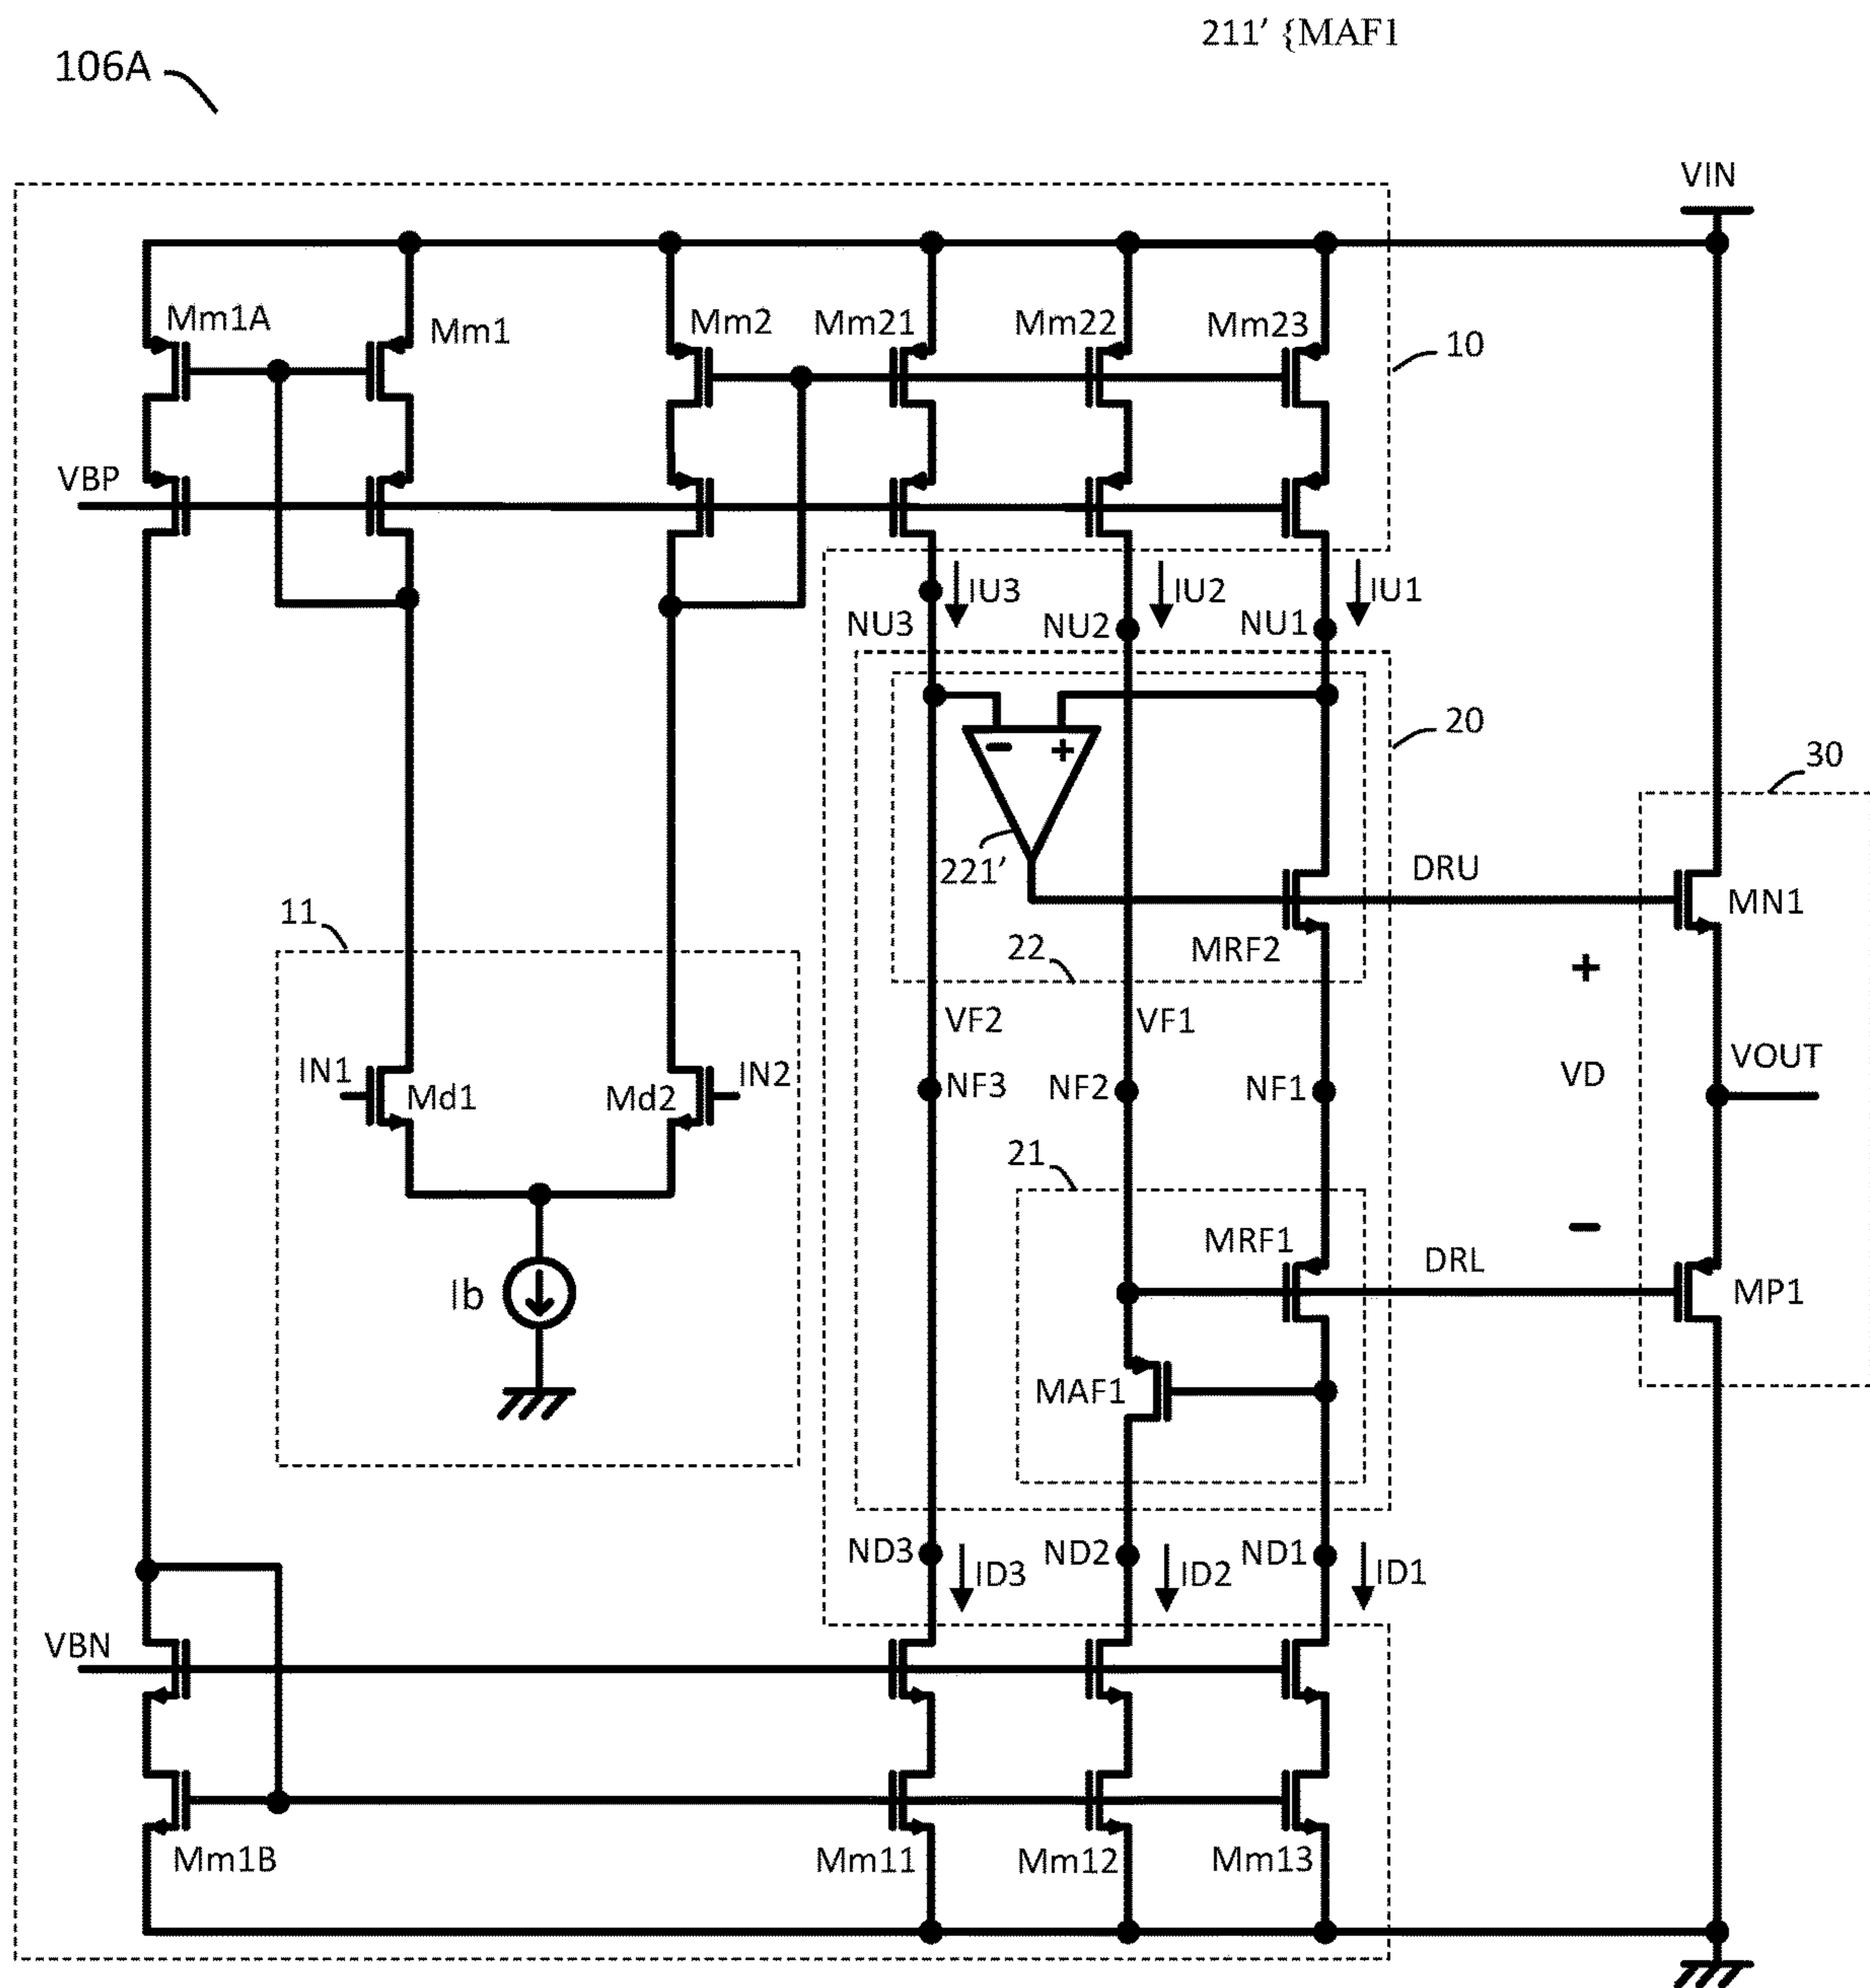 211’ {MAF1
106A
VIN
Mm1A
Mm1
Mm2
Mm21
Mm22
Mm23
10
VBP
IU3
IU2
IU1
NU3
NU2
NU1
20
30
- +
221’
DRU
MN1
11
22
MRF2
+
VF2
VF1
IN1
Md1
Md2
IN2
NF3
NF2
NF1
VD
VOUT
21
MRF1
-
DRL
Ib
MP1
MAF1
ND3
ID3
ND2
ID2
ND1
ID1
VBN
Mm1B
Mm11
Mm12
Mm13